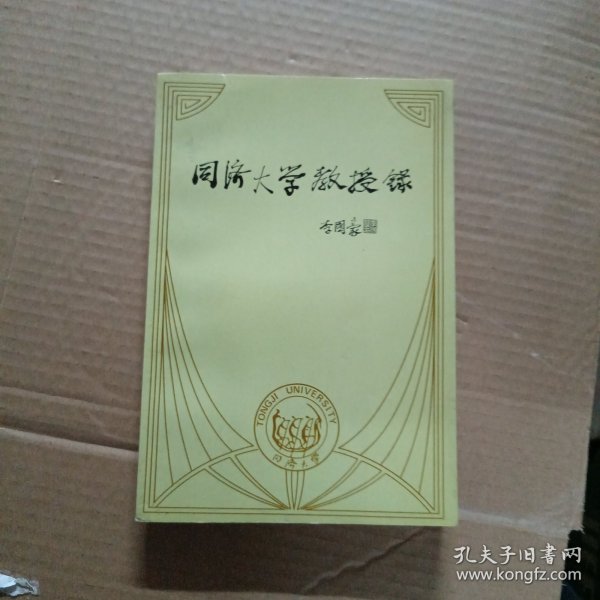 同济大学教授录
李国豪
TONGJI UNIVERSITY
同济大学
孔夫子旧书网
www.kongfz.com